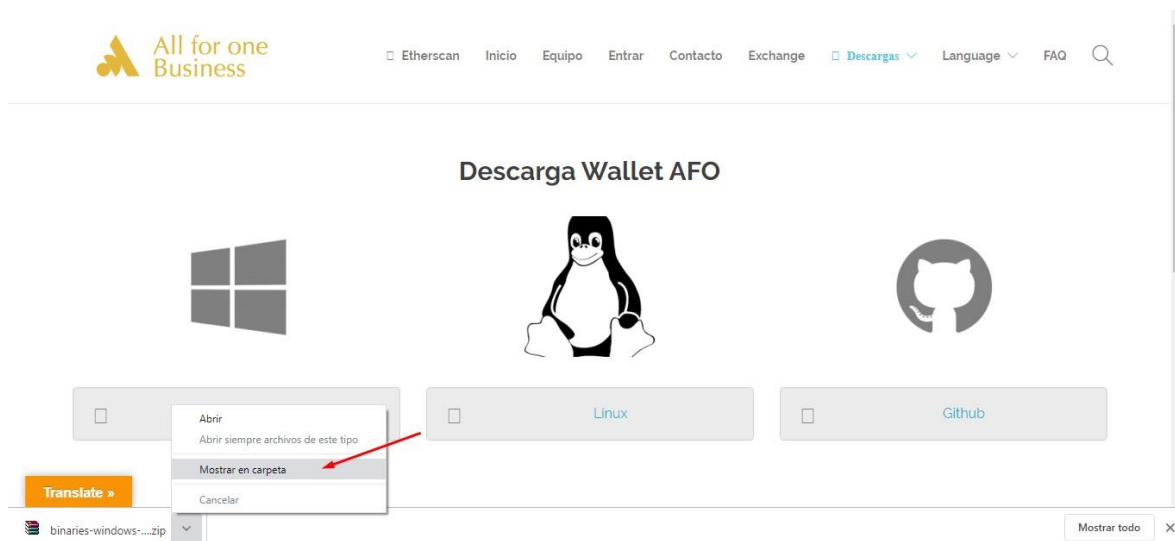 All for one
Business
Etherscan Inicio Equipo Entrar Contacto Exchange Descargas Language FAQ
Descarga Wallet AFO
Linux Github
Abrir
Abrir siempre archivos de este tipo
Mostrar en carpeta
Cancelar
Translate »
binaries-windows-....zip
Mostrar todo